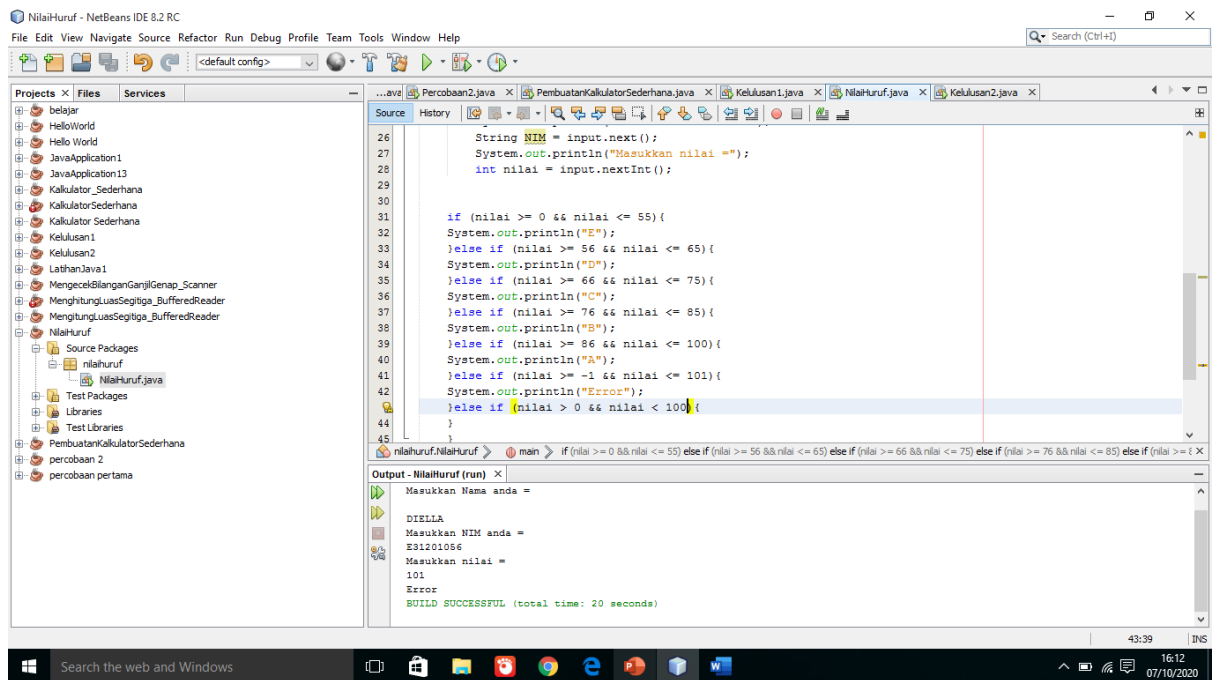 NilaiHuruf - NetBeans IDE 8.2 RC
File Edit View Navigate Source Refactor Run Debug Profile Team Tools Window Help
Search (Ctrl+I)
<default config>
Projects Files Services
belajar
HelloWorld
Hello World
JavaApplication1
JavaApplication13
Kalkulator_Sederhana
KalkulatorSederhana
Kalkulator Sederhana
Kelulusan1
Kelulusan2
LatihanJava1
MengecekBilanganGanjilGenap_Scanner
MenghitungLuasSegitiga_BufferedReader
MengitungLuasSegitiga_BufferedReader
NilaiHuruf
Source Packages
nilaihuruf
NilaiHuruf.java
Test Packages
Libraries
Test Libraries
PembuatanKalkulatorSederhana
percobaan 2
percobaan pertama
...ava Percobaan2.java PembuatanKalkulatorSederhana.java Kelulusan1.java NilaiHuruf.java Kelulusan2.java
Source History
26 String NIM = input.next();
27 System.out.println("Masukkan nilai =");
28 int nilai = input.nextInt();
29
30
31 if (nilai >= 0 && nilai <= 55){
32 System.out.println("E");
33 }else if (nilai >= 56 && nilai <= 65){
34 System.out.println("D");
35 }else if (nilai >= 66 && nilai <= 75){
36 System.out.println("C");
37 }else if (nilai >= 76 && nilai <= 85){
38 System.out.println("B");
39 }else if (nilai >= 86 && nilai <= 100){
40 System.out.println("A");
41 }else if (nilai >= -1 && nilai <= 101){
42 System.out.println("Error");
}else if (nilai > 0 && nilai < 100){
44 }
45 }
nilaihuruf.NilaiHuruf main if (nilai >= 0 && nilai <= 55) else if (nilai >= 56 && nilai <= 65) else if (nilai >= 66 && nilai <= 75) else if (nilai >= 76 && nilai <= 85) else if (nilai >=
Output - NilaiHuruf (run)
Masukkan Nama anda =
DIELLA
Masukkan NIM anda =
E31201056
Masukkan nilai =
101
Error
BUILD SUCCESSFUL (total time: 20 seconds)
43:39 INS
Search the web and Windows
16:12
07/10/2020